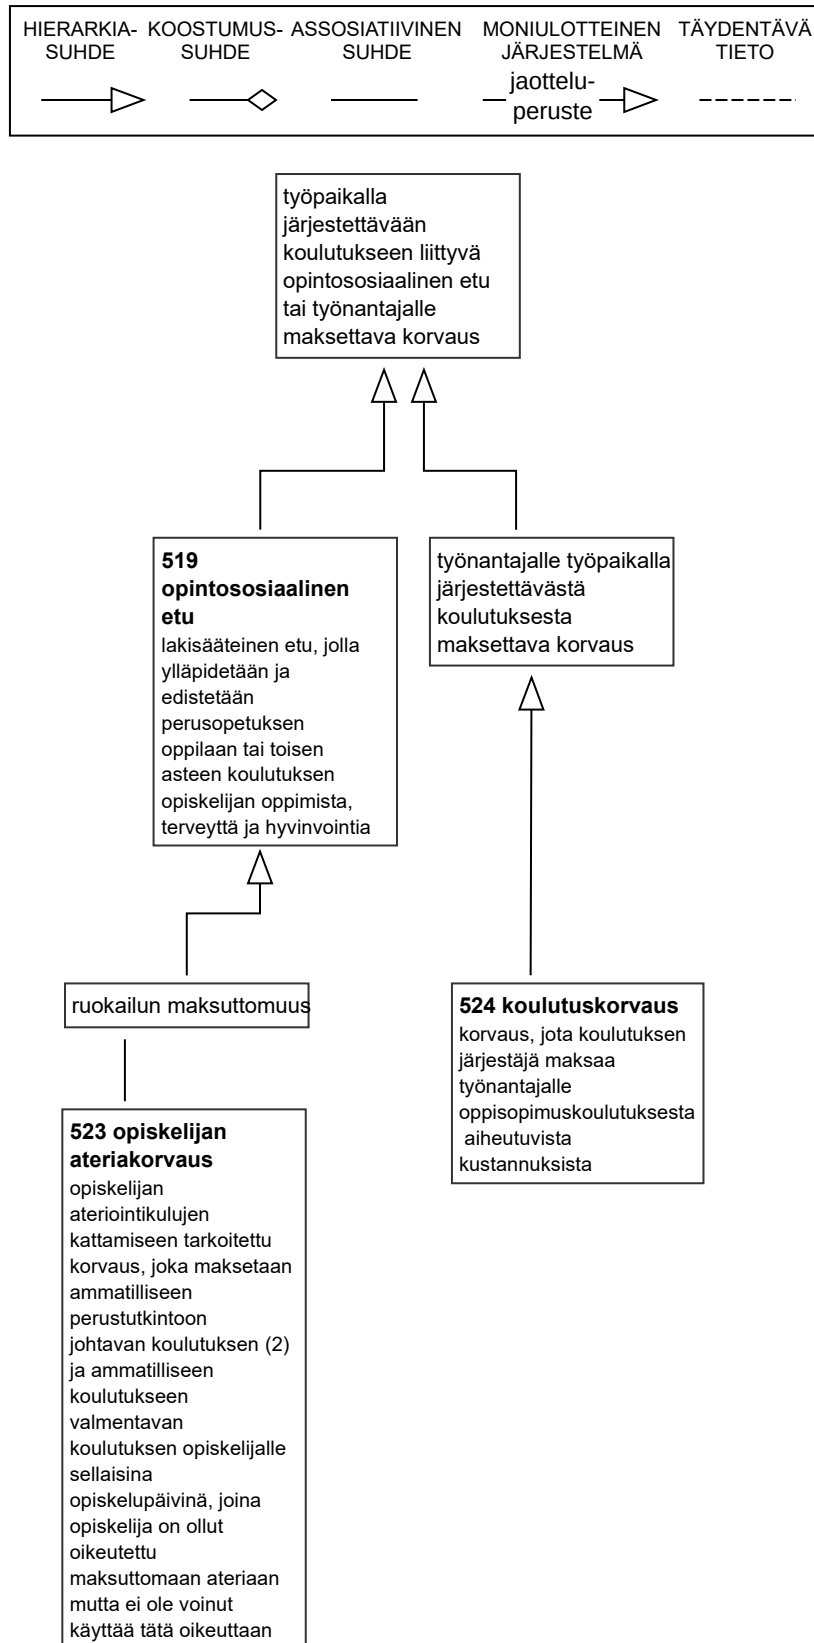 HIERARKIA-
SUHDE
KOOSTUMUS-
SUHDE
ASSOSIATIIVINEN
SUHDE
MONIULOTTEINEN
JÄRJESTELMÄ
jaottelu-
peruste
TÄYDENTÄVÄ
TIETO
työpaikalla
järjestettävään
koulutukseen liittyvä
opintososiaalinen etu
tai työnantajalle
maksettava korvaus
519
opintososiaalinen
etu
lakisääteinen etu, jolla
ylläpidetään ja
edistetään
perusopetuksen
oppilaan tai toisen
asteen koulutuksen
opiskelijan oppimista,
terveyttä ja hyvinvointia
työnantajalle työpaikalla
järjestettävästä
koulutuksesta
maksettava korvaus
ruokailun maksuttomuus
524 koulutuskorvaus
korvaus, jota koulutuksen
järjestäjä maksaa
työnantajalle
oppisopimuskoulutuksesta
aiheutuvista
kustannuksista
523 opiskelijan
ateriakorvaus
opiskelijan
ateriointikulujen
kattamiseen tarkoitettu
korvaus, joka maksetaan
ammatilliseen
perustutkintoon
johtavan koulutuksen (2)
ja ammatilliseen
koulutukseen
valmentavan
koulutuksen opiskelijalle
sellaisina
opiskelupäivinä, joina
opiskelija on ollut
oikeutettu
maksuttomaan ateriaan
mutta ei ole voinut
käyttää tätä oikeuttaan